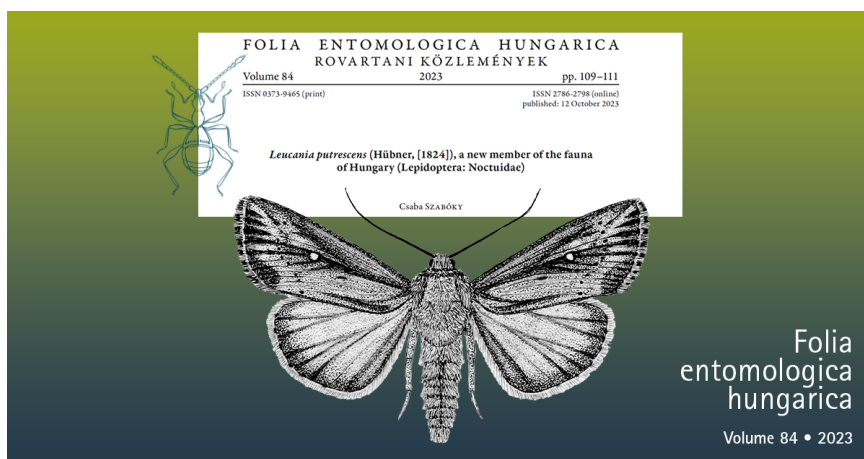 FOLIA ENTOMOLOGICA HUNGARICA
ROVARTANI KÖZLEMÉNYEK
Volume 84 2023 pp. 109–111
ISSN 0373-9465 (print) ISSN 2786-2798 (online)
published: 12 October 2023
Leucania putrescens (Hübner, [1824]), a new member of the fauna
of Hungary (Lepidoptera: Noctuidae)
Csaba SZABÓKY
Folia
entomologica
hungarica
Volume 84 • 2023